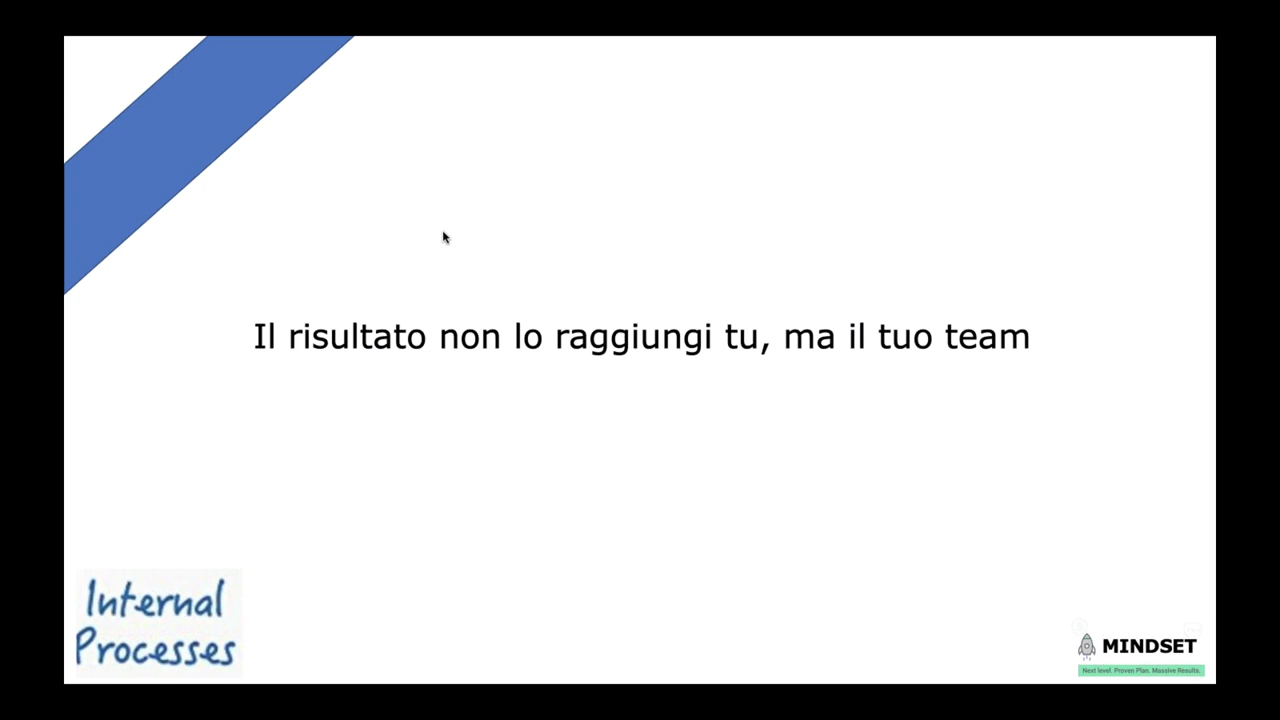 Il risultato non lo raggiungi tu, ma il tuo team
Internal
Processes
MINDSET
Next level. Proven Plan. Massive Results.